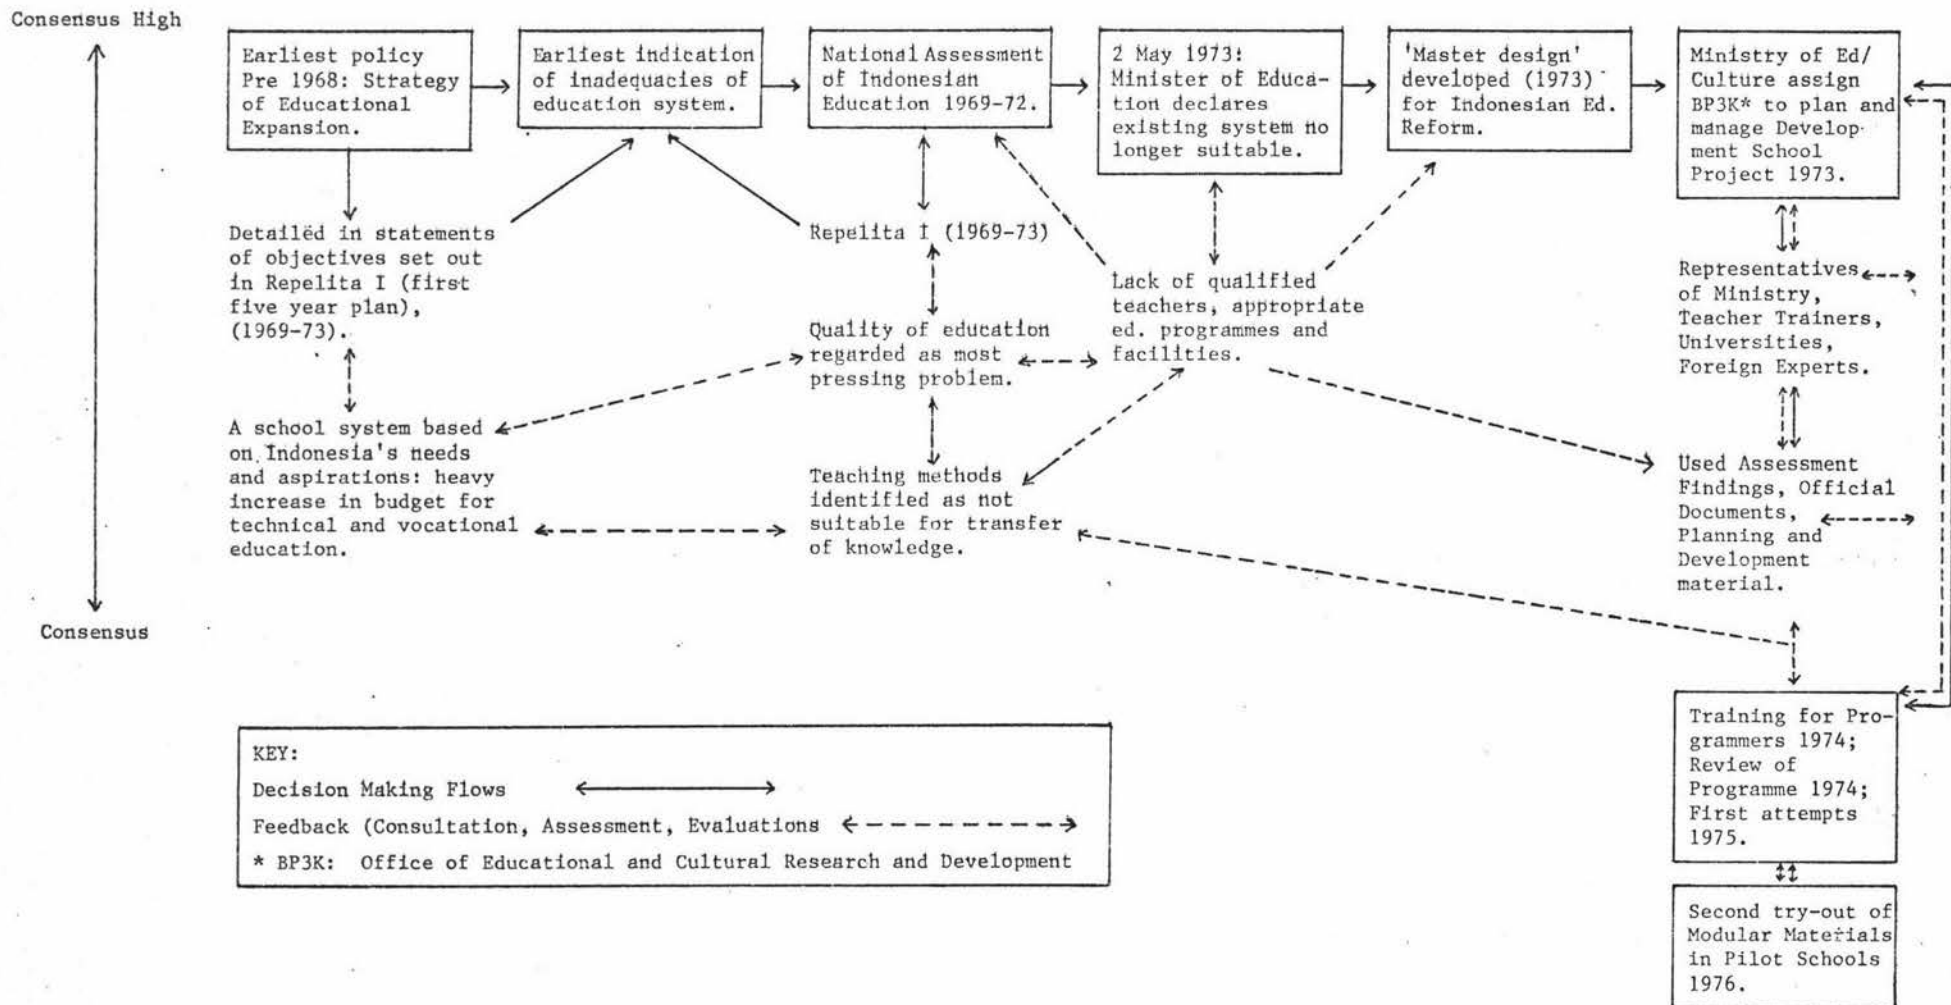 Consensus High
Earliest policy
Pre 1968: Strategy
of Educational
Expansion.
Earliest indication
of inadequacies of
education system.
National Assessment
of Indonesian
Education 1969-72.
2 May 1973:
Minister of Educa-
tion declares
existing system no
longer suitable.
'Master design'
developed (1973)
for Indonesian Ed.
Reform.
Ministry of Ed/
Culture assign
BP3K* to plan and
manage Develop-
ment School
Project 1973.
Detailed in statements
of objectives set out
in Repelita I (first
five year plan),
(1969-73).
Repelita I (1969-73)
Lack of qualified
teachers, appropriate
ed. programmes and
facilities.
Representatives
of Ministry,
Teacher Trainers,
Universities,
Foreign Experts.
Quality of education
regarded as most
pressing problem.
A school system based
on Indonesia's needs
and aspirations: heavy
increase in budget for
technical and vocational
education.
Teaching methods
identified as not
suitable for transfer
of knowledge.
Used Assessment
Findings, Official
Documents,
Planning and
Development
material.
Consensus
Training for Pro-
grammers 1974;
Review of
Programme 1974;
First attempts
1975.
Second try-out of
Modular Materials
in Pilot Schools
1976.
KEY:
Decision Making Flows
Feedback (Consultation, Assessment, Evaluations
* BP3K: Office of Educational and Cultural Research and Development